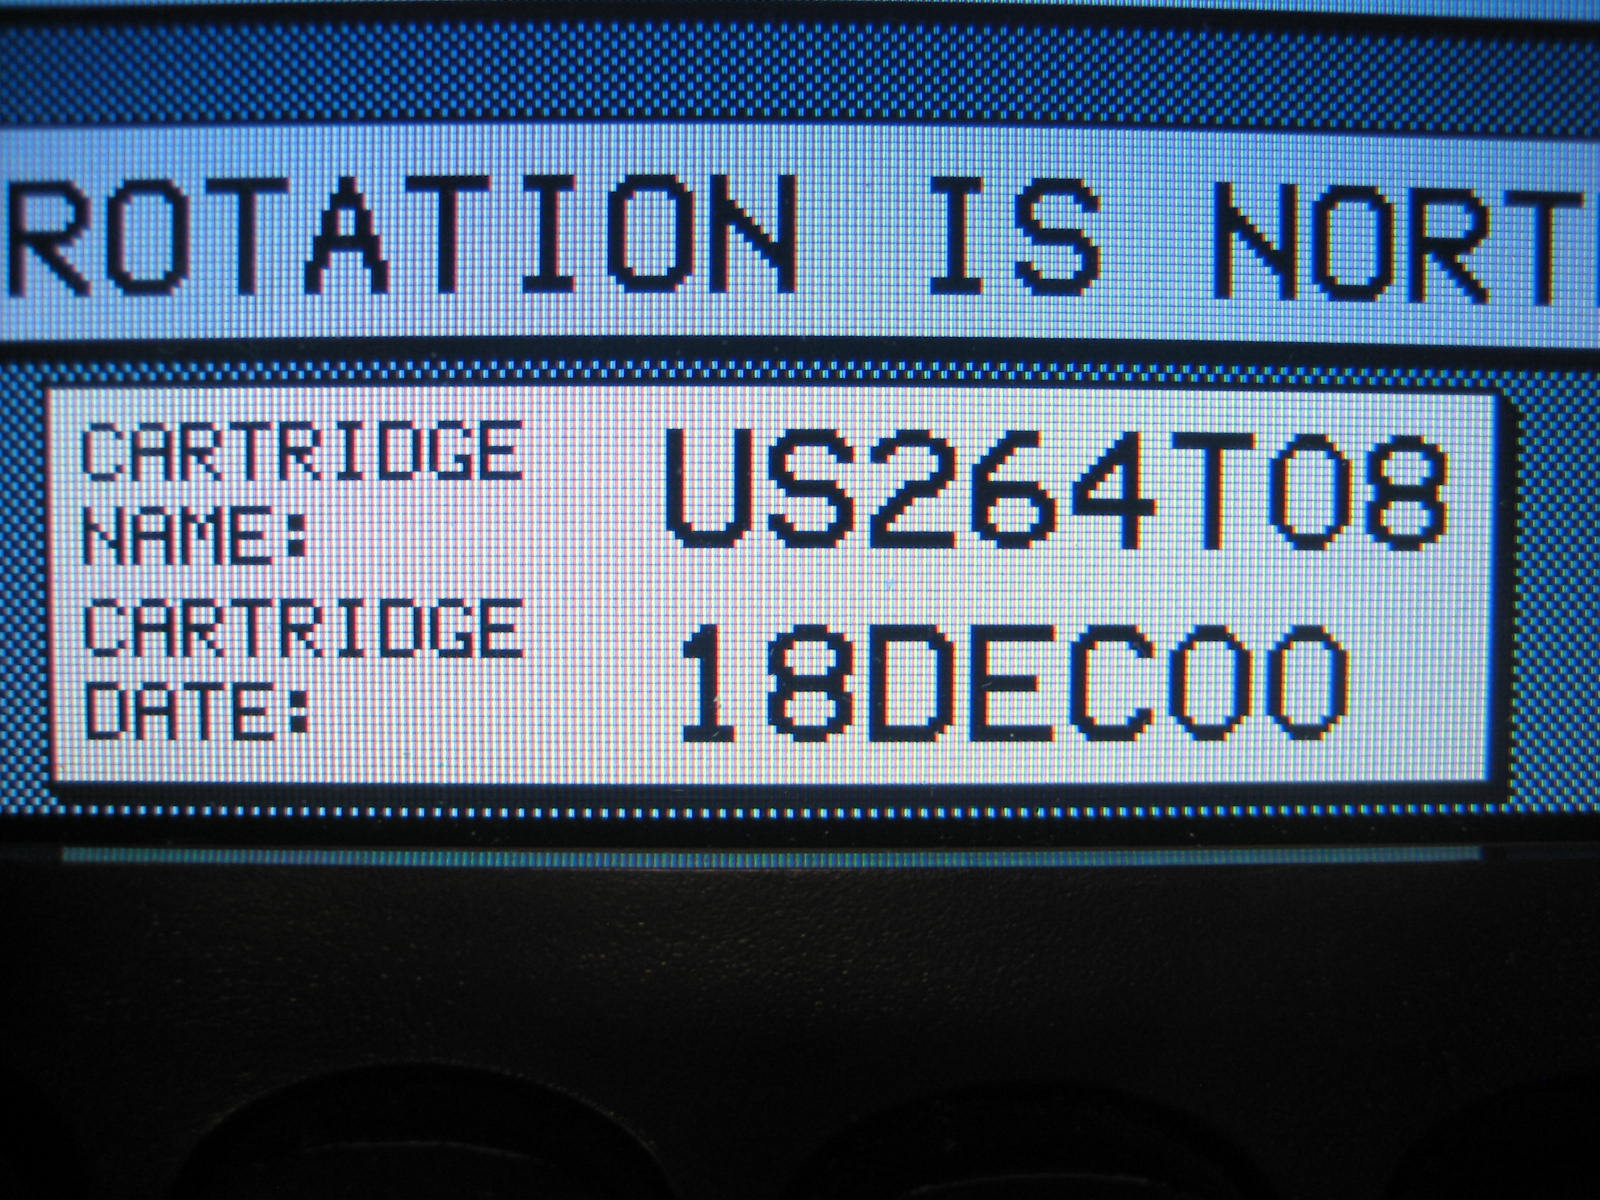 ROTATION IS NORT
CARTRIDGE NAME: US264T08
CARTRIDGE DATE: 18DEC00